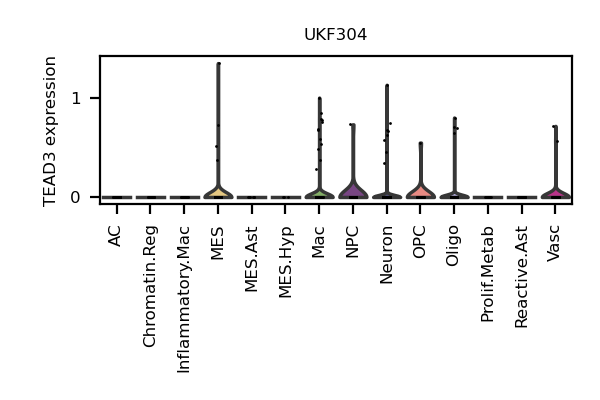 UKF304
TEAD3 expression
1
0
AC
Chromatin.Reg
Inflammatory.Mac
MES
MES.Ast
MES.Hyp
Mac
NPC
Neuron
OPC
Oligo
Prolif.Metab
Reactive.Ast
Vasc